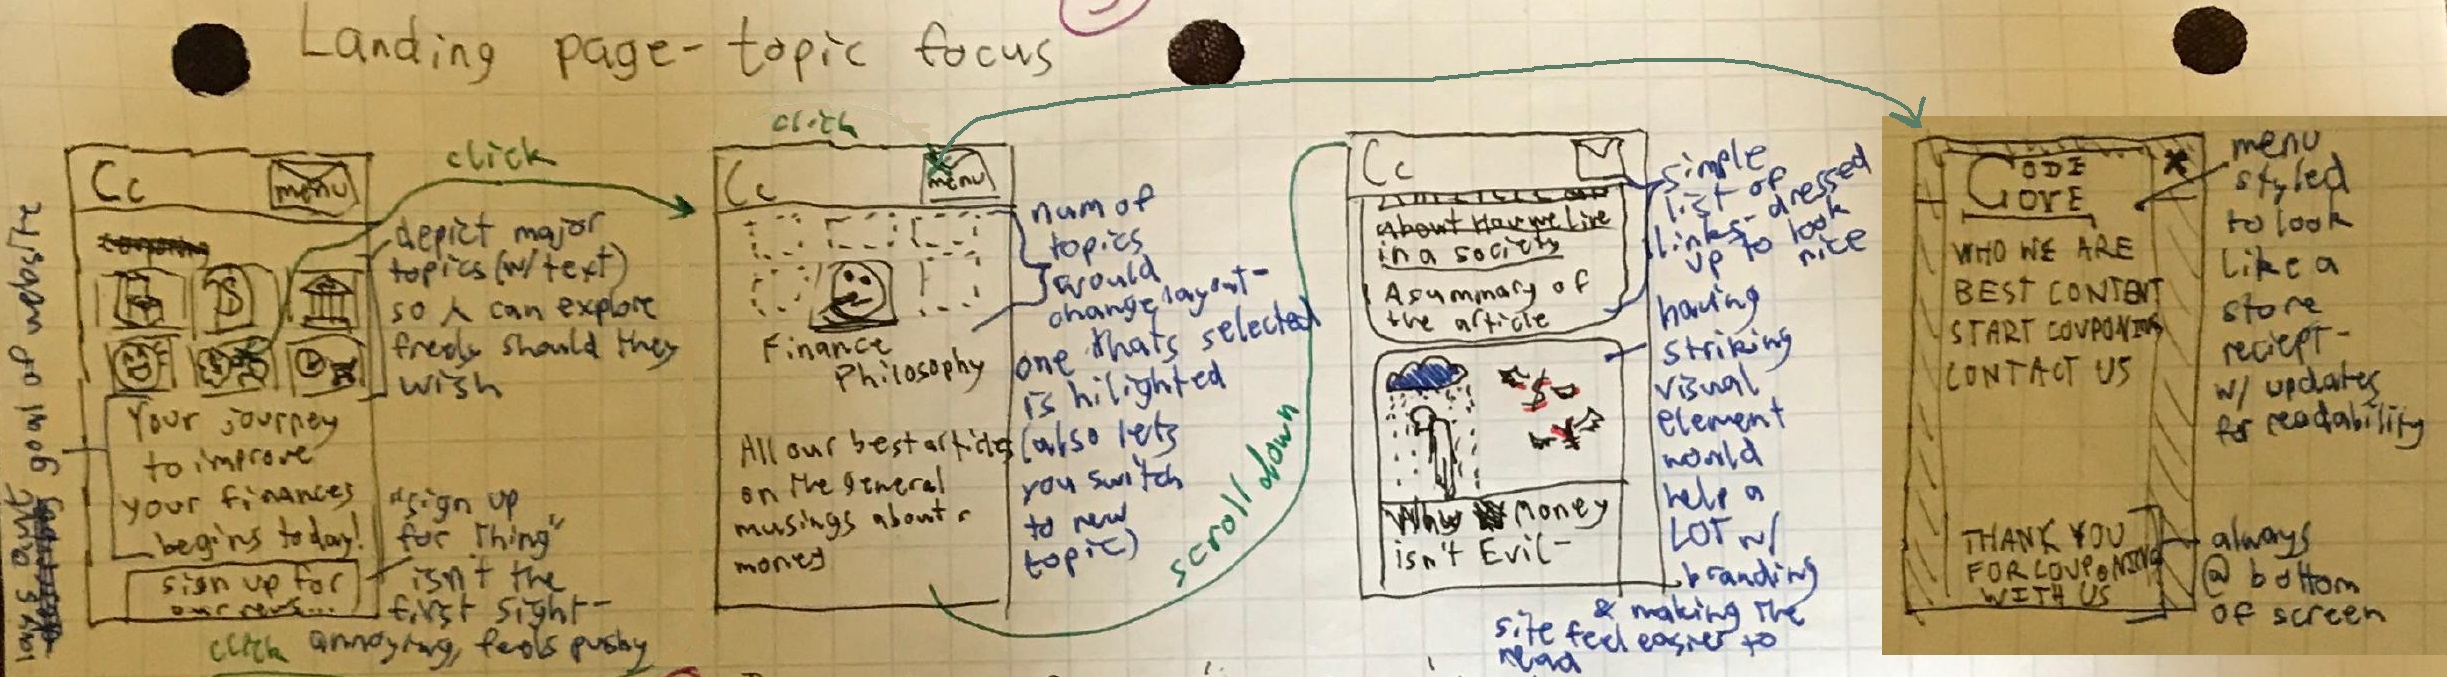 Landing page - topic focus
lays out
goal of website
Cc
menu
click
depict major
topics (w/ text)
so 人 can explore
freely should they
wish
Your journey
to improve
your finances
begins today!
sign up for
our news...
"sign up
for Thing"
isn't the
first sight-
annoying, feels pushy
click
click
Cc
menu
Finance
Philosophy
All our best articles
on the general
musings about
money
num of
topics
would
change layout-
one thats selected
is hilighted
(also lets
you switch
to new
topic)
scroll down
Cc
About How we Live
in a society
A summary of
the article
Why Money
isn't Evil-
simple
list of
links- dressed
up to look
nice
having
striking
visual
element
world
help a
LOT w/
branding
& making the
site feel easier to
read
CODE
COVE
WHO WE ARE
BEST CONTENT
START COUPONING
CONTACT US
THANK YOU
FOR COUPONING
WITH US
menu
styled
to look
like a
store
reciept-
w/ updates
for readability
always
@ bottom
of screen